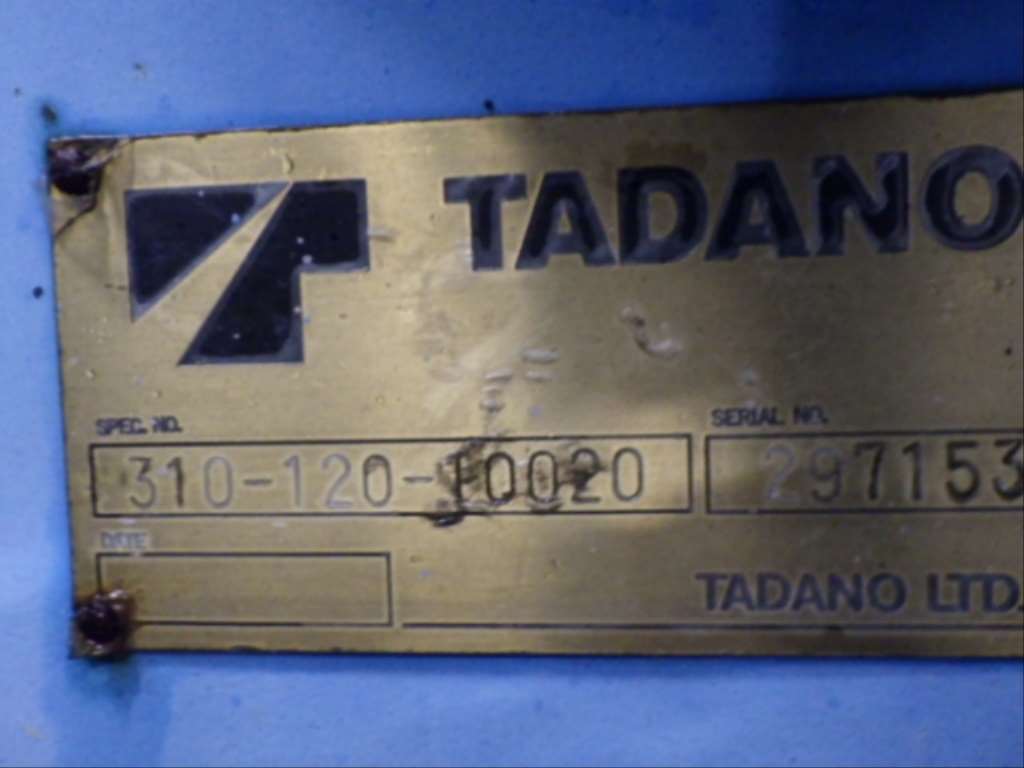 TADANO
SPEC. NO.
SERIAL NO.
310-120-10020
297153
DATE
TADANO LTD.